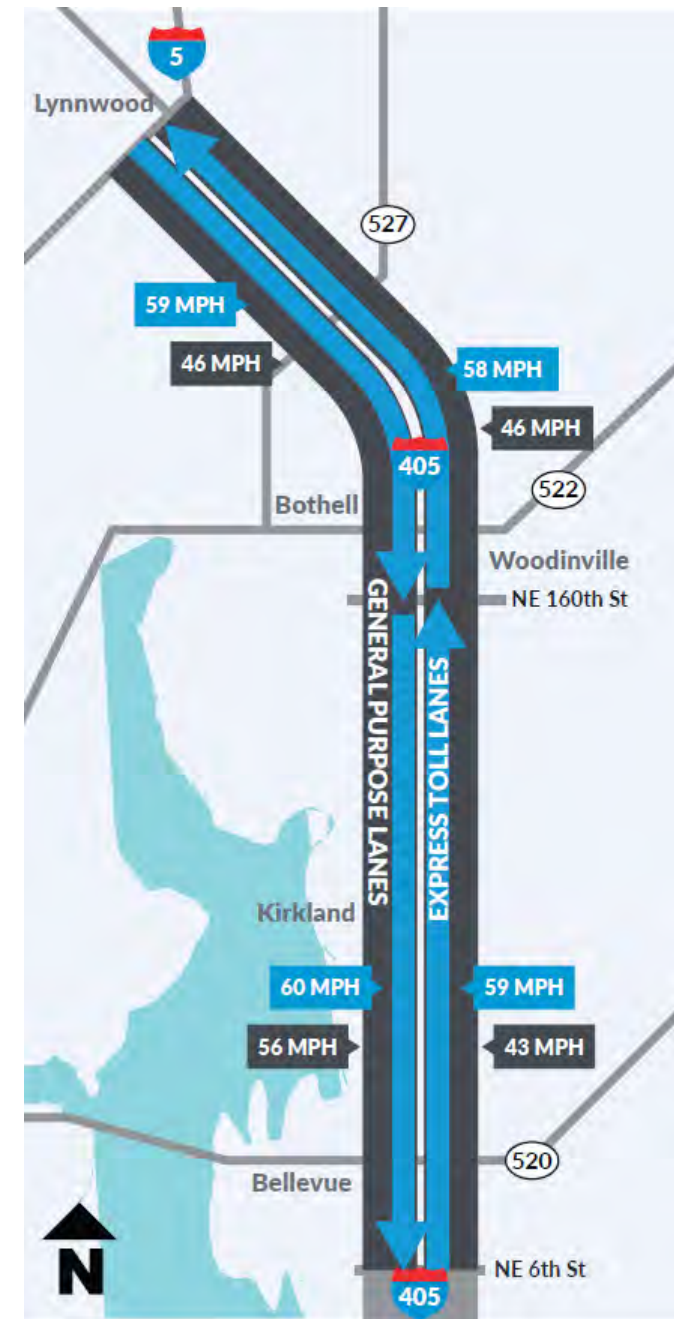 5
Lynnwood
527
59 MPH
46 MPH
58 MPH
46 MPH
405
522
Bothell
Woodinville
NE 160th St
GENERAL PURPOSE LANES
EXPRESS TOLL LANES
Kirkland
60 MPH
59 MPH
56 MPH
43 MPH
520
Bellevue
N
NE 6th St
405